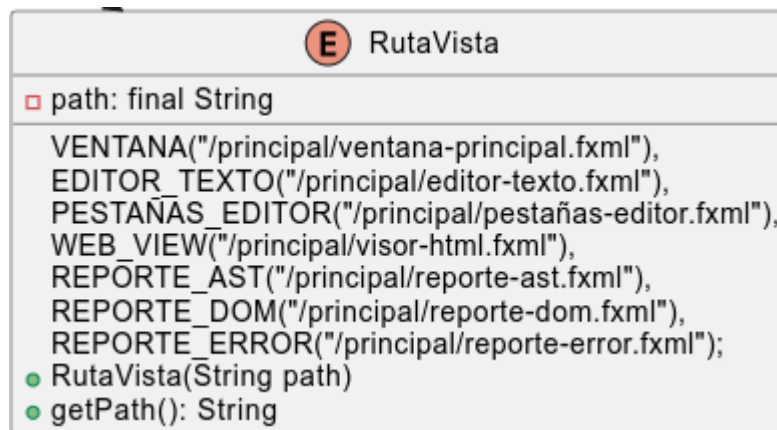 E RutaVista
path: final String
VENTANA("/principal/ventana-principal.fxml"),
EDITOR_TEXTO("/principal/editor-texto.fxml"),
PESTAÑAS_EDITOR("/principal/pestañas-editor.fxml"),
WEB_VIEW("/principal/visor-html.fxml"),
REPORTE_AST("/principal/reporte-ast.fxml"),
REPORTE_DOM("/principal/reporte-dom.fxml"),
REPORTE_ERROR("/principal/reporte-error.fxml");
RutaVista(String path)
getPath(): String